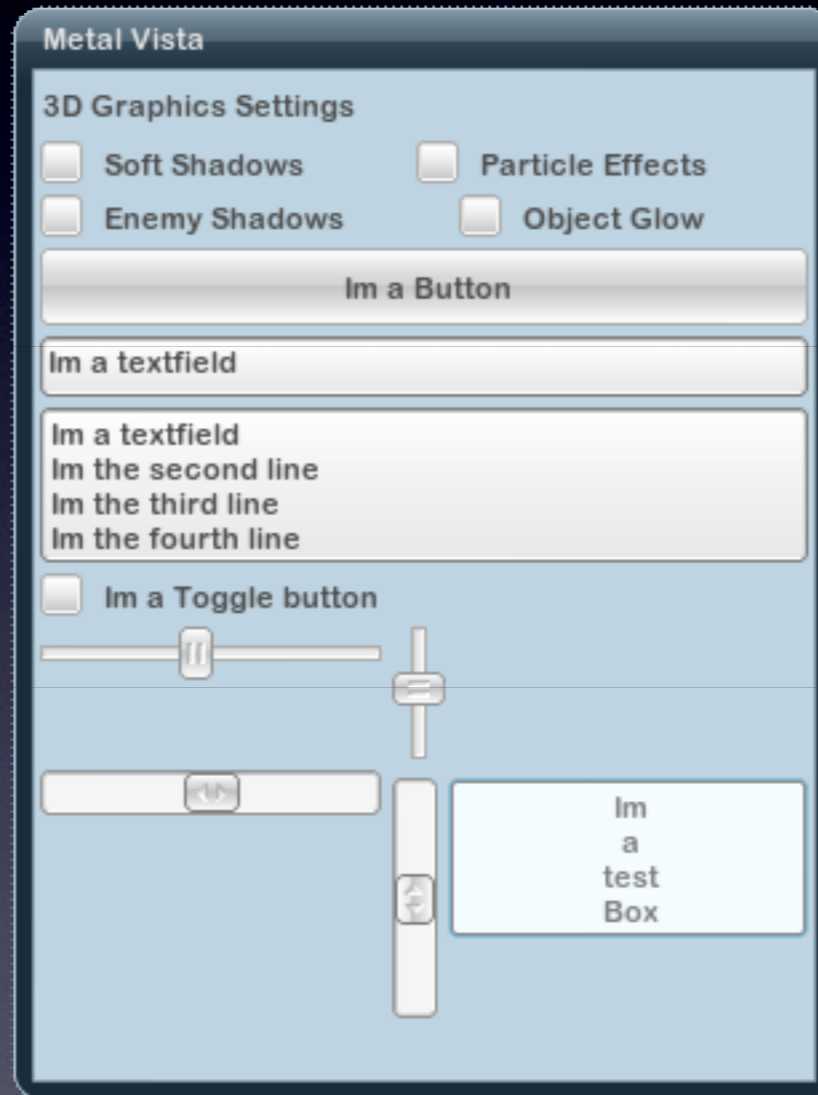 Metal Vista
3D Graphics Settings
Soft Shadows Particle Effects
Enemy Shadows Object Glow
Im a Button
Im a textfield
Im a textfield
Im the second line
Im the third line
Im the fourth line
Im a Toggle button
Im
a
test
Box